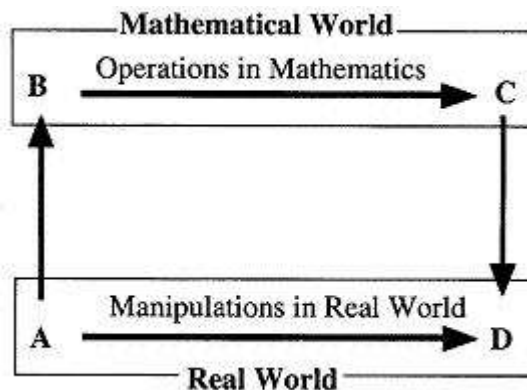 Mathematical World
Operations in Mathematics
B C
Manipulations in Real World
A D
Real World